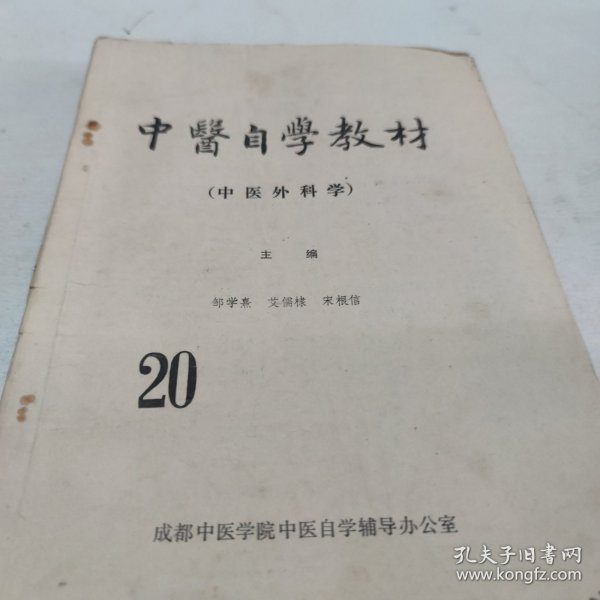 中醫自學教材
（中医外科学）
主 编
邹学熹 艾儒棣 宋根信
20
成都中医学院中医自学辅导办公室
孔夫子旧书网
www.kongfz.com